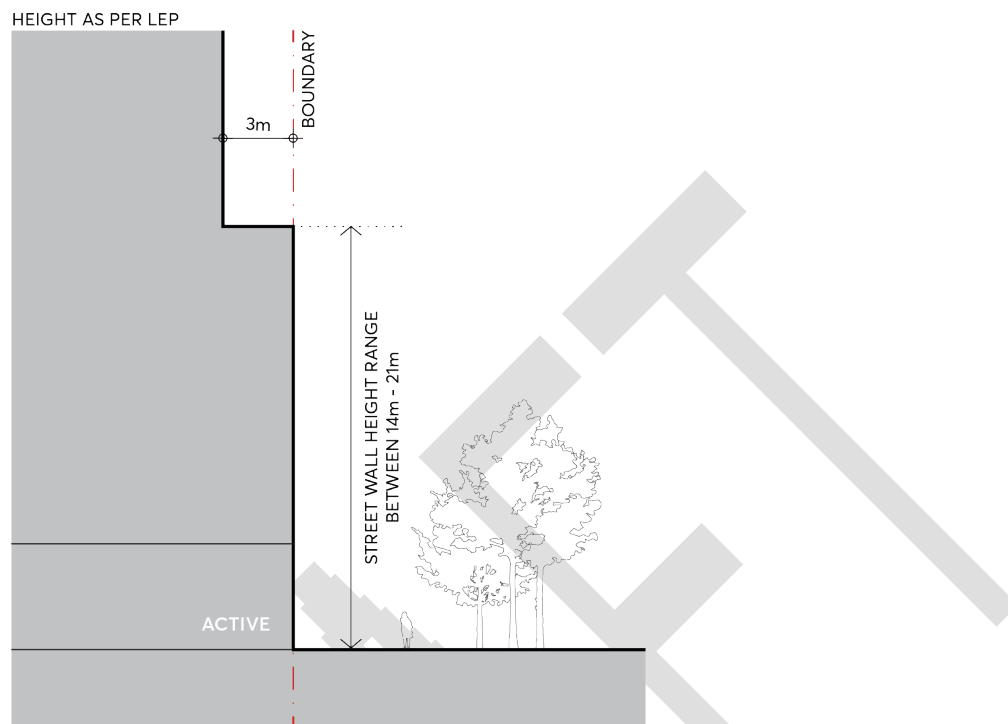 HEIGHT AS PER LEP
BOUNDARY
3m
STREET WALL HEIGHT RANGE
BETWEEN 14m - 21m
ACTIVE